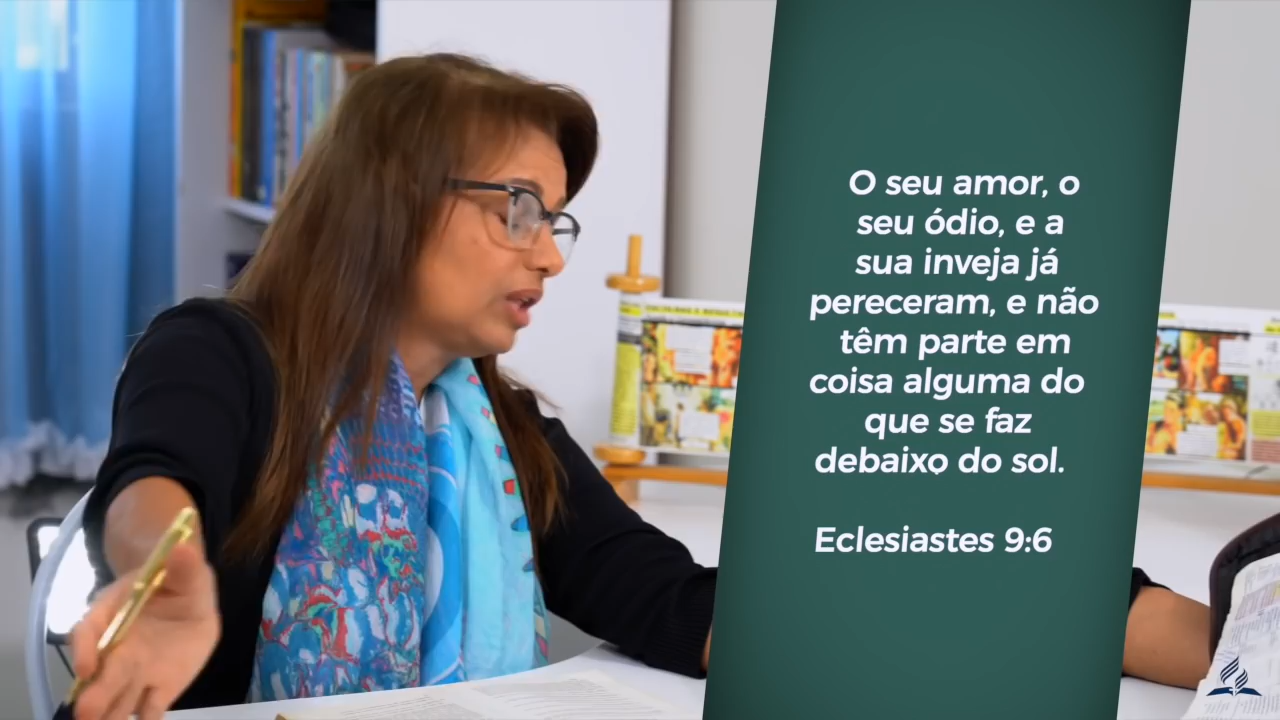 O seu amor, o
seu ódio, e a
sua inveja já
pereceram, e não
têm parte em
coisa alguma do
que se faz
debaixo do sol.
Eclesiastes 9:6